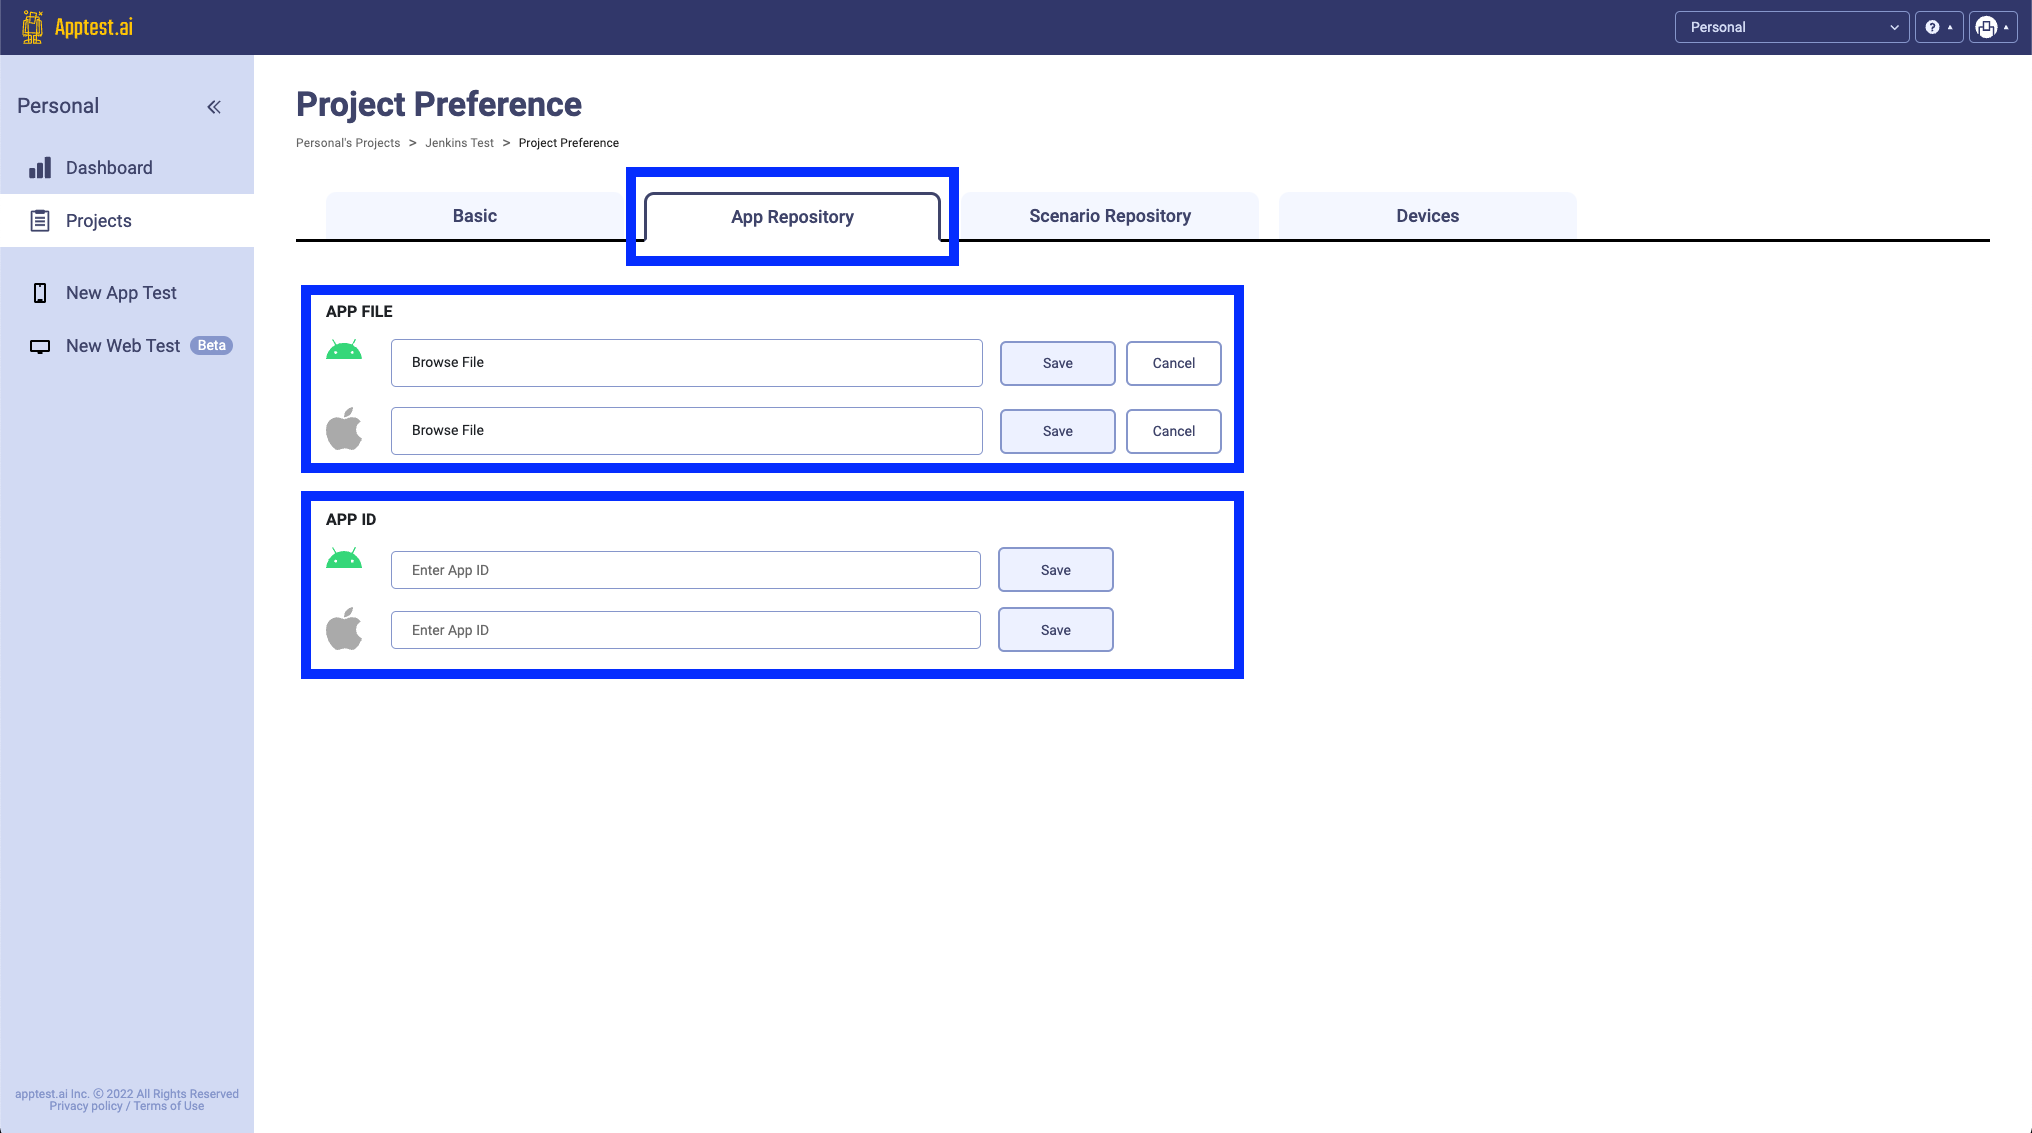 Apptest.ai
Personal
Personal
Dashboard
Projects
New App Test
New Web Test Beta
Project Preference
Personal's Projects > Jenkins Test > Project Preference
Basic App Repository Scenario Repository Devices
APP FILE
Browse File Save Cancel
Browse File Save Cancel
APP ID
Enter App ID Save
Enter App ID Save
apptest.ai Inc. © 2022 All Rights Reserved
Privacy policy / Terms of Use